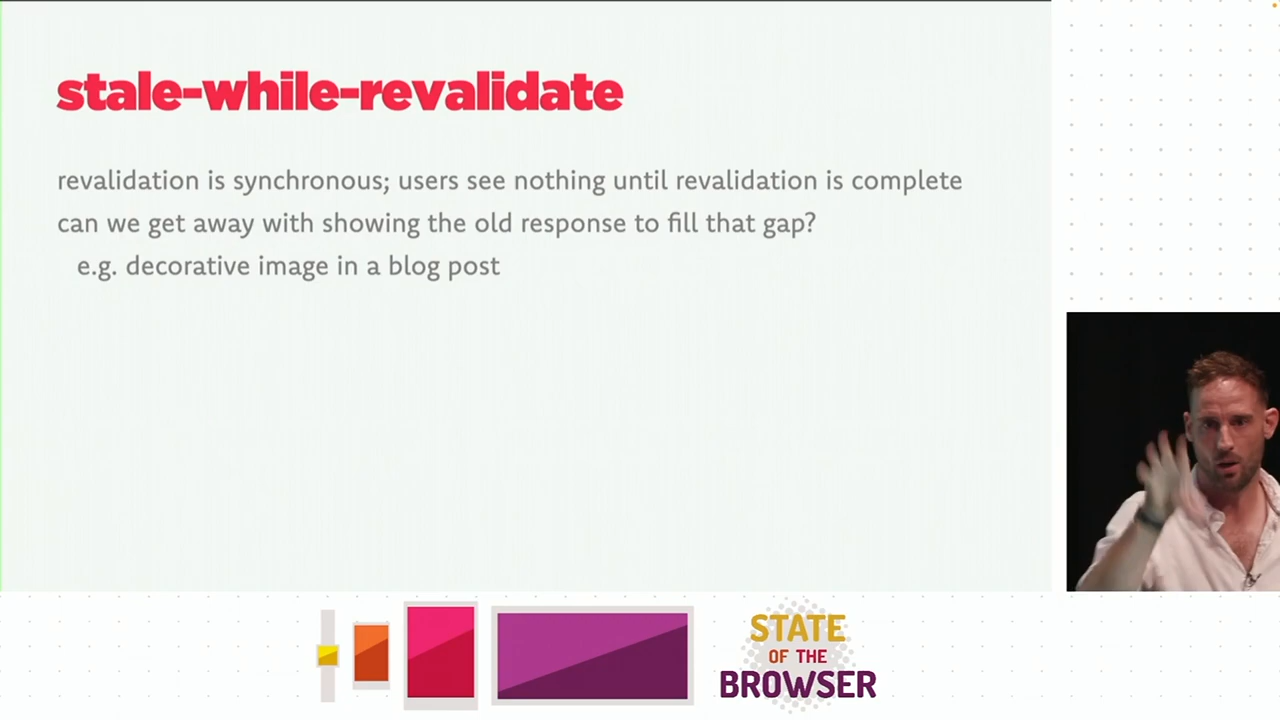 stale-while-revalidate
revalidation is synchronous; users see nothing until revalidation is complete
can we get away with showing the old response to fill that gap?
e.g. decorative image in a blog post
STATE
OF THE
BROWSER